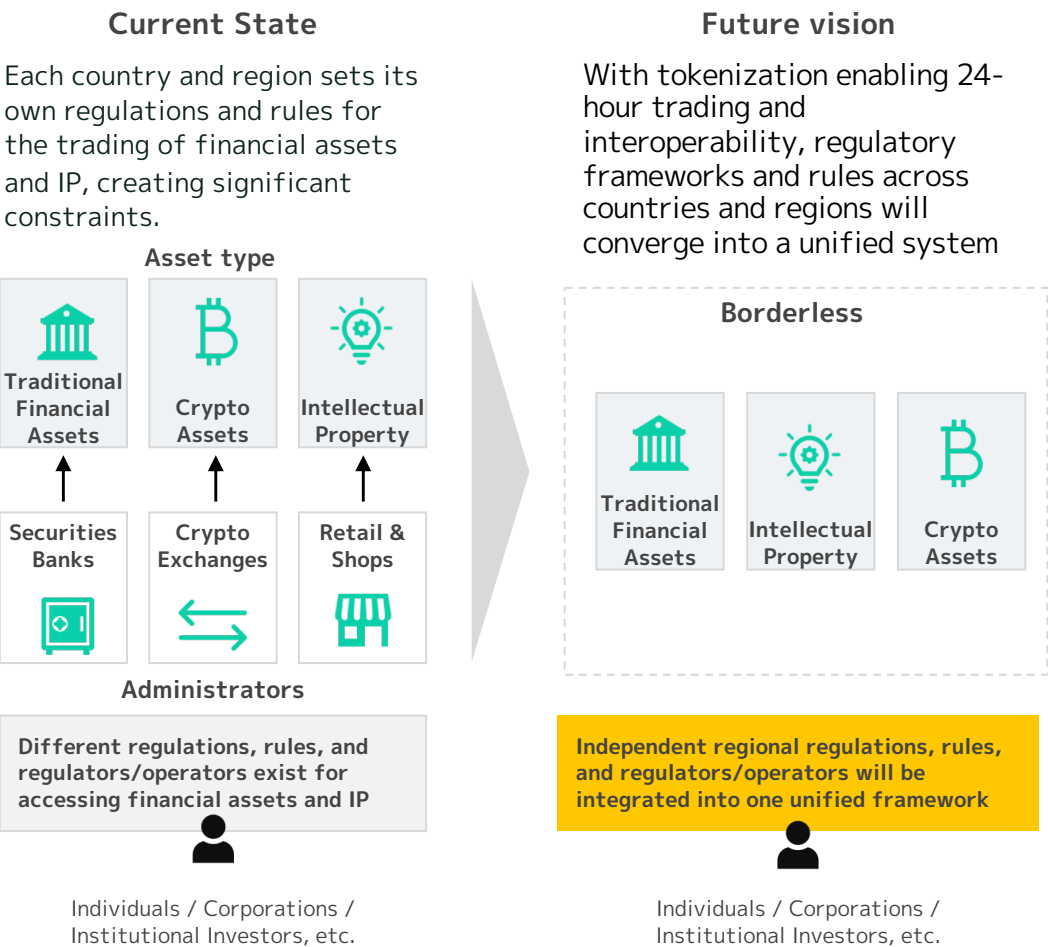 Current State
Each country and region sets its
own regulations and rules for
the trading of financial assets
and IP, creating significant
constraints.
Asset type
Traditional
Financial
Assets
Crypto
Assets
Intellectual
Property
Securities
Banks
Crypto
Exchanges
Retail &
Shops
Administrators
Different regulations, rules, and
regulators/operators exist for
accessing financial assets and IP
Individuals / Corporations /
Institutional Investors, etc.
Future vision
With tokenization enabling 24-
hour trading and
interoperability, regulatory
frameworks and rules across
countries and regions will
converge into a unified system
Borderless
Traditional
Financial
Assets
Intellectual
Property
Crypto
Assets
Independent regional regulations, rules,
and regulators/operators will be
integrated into one unified framework
Individuals / Corporations /
Institutional Investors, etc.